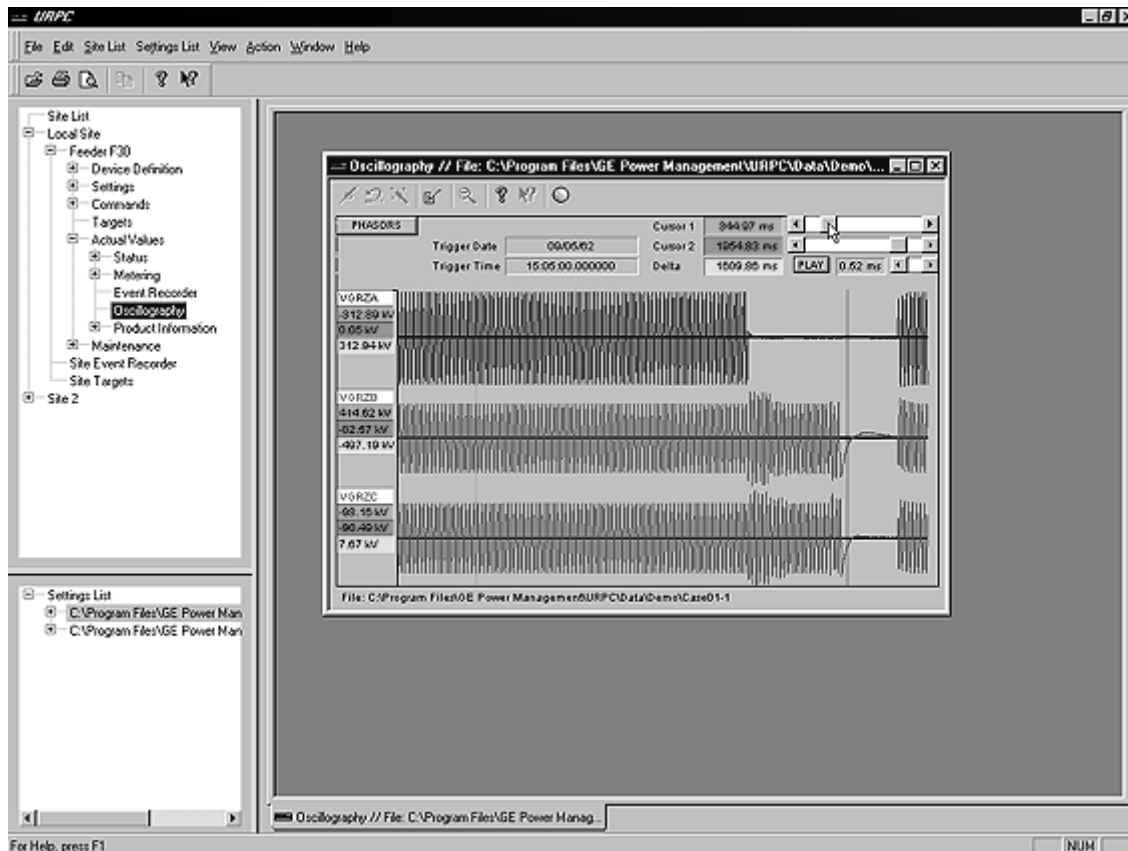 URPC
File Edit Site List Settings List View Action Window Help
Site List
Local Site
Feeder F30
Device Definition
Settings
Commands
Targets
Actual Values
Status
Metering
Event Recorder
Oscillography
Product Information
Maintenance
Site Event Recorder
Site Targets
Site 2
Oscillography // File: C:\Program Files\GE Power Management\URPC\Data\Demo\...
PHASORS
Cursor 1 344.97 ms
Trigger Date 09/05/62 Cursor 2 1954.83 ms
Trigger Time 15:05:00.000000 Delta 1609.86 ms PLAY 0.52 ms
VGRZA
-312.89 kV
0.05 kV
312.94 kV
VGRZB
414.62 kV
-82.57 kV
-497.19 kV
VGRZC
-98.15 kV
-90.49 kV
7.67 kV
File: C:\Program Files\GE Power Management\URPC\Data\Demo\Case01-1
Settings List
C:\Program Files\GE Power Man
C:\Program Files\GE Power Man
Oscillography // File: C:\Program Files\GE Power Manag...
For Help, press F1
NUM